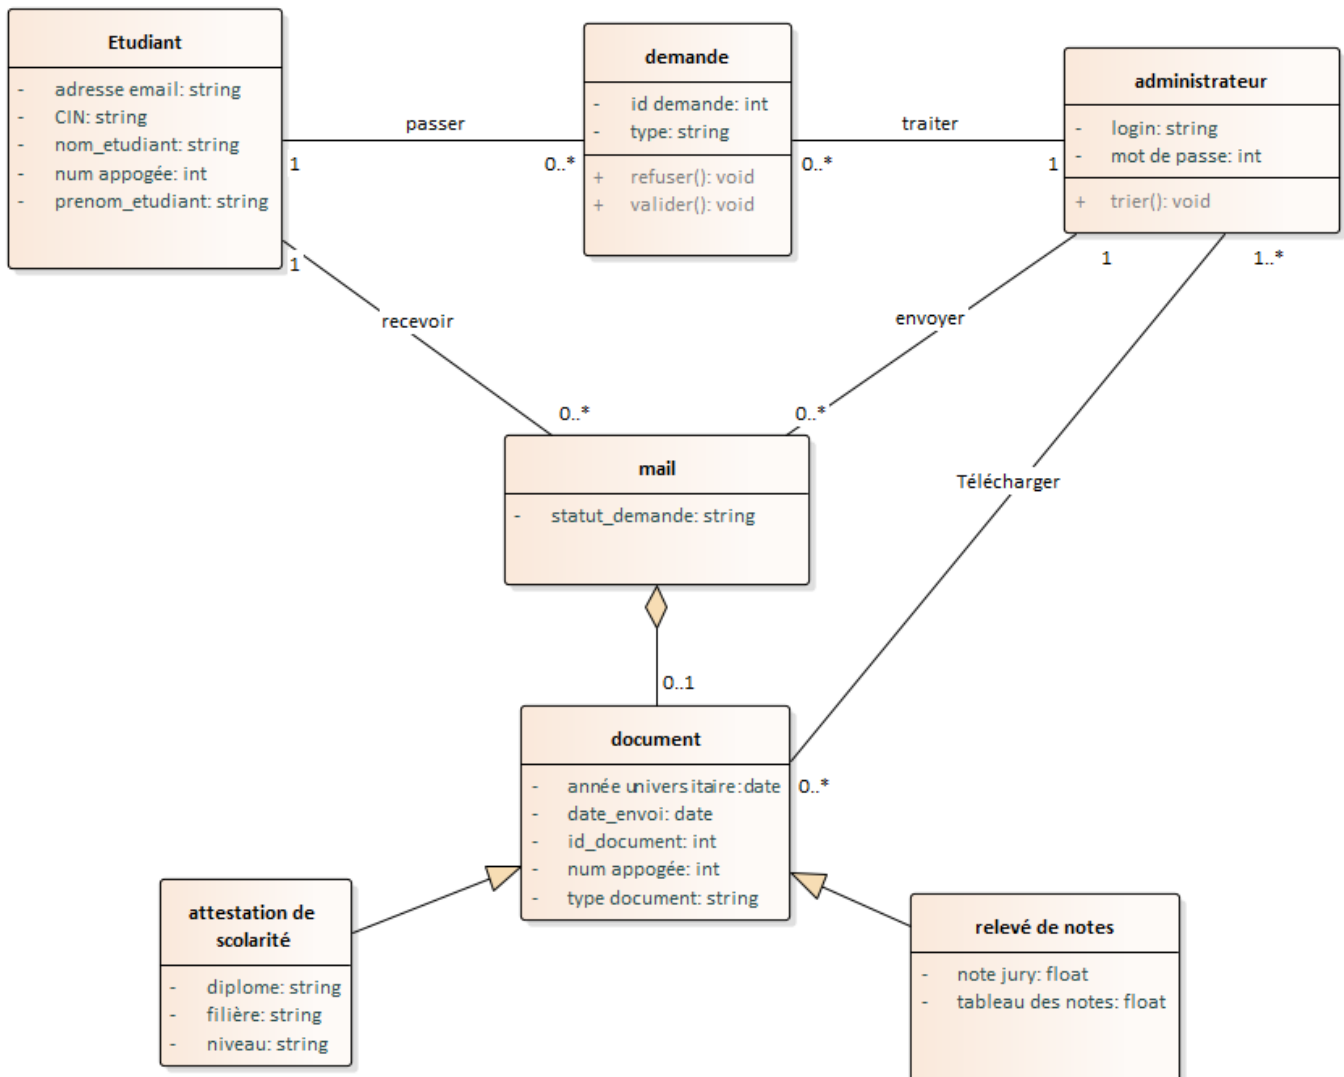 Etudiant
- adresse email: string
- CIN: string
- nom_etudiant: string
- num appogée: int
- prenom_etudiant: string
passer
1
0..*
demande
- id demande: int
- type: string
+ refuser(): void
+ valider(): void
traiter
0..*
1
administrateur
- login: string
- mot de passe: int
+ trier(): void
1
recevoir
0..*
1
envoyer
0..*
1..*
Télécharger
0..*
mail
- statut_demande: string
0..1
document
- année universitaire:date
- date_envoi: date
- id_document: int
- num appogée: int
- type document: string
attestation de
scolarité
- diplome: string
- filière: string
- niveau: string
relevé de notes
- note jury: float
- tableau des notes: float